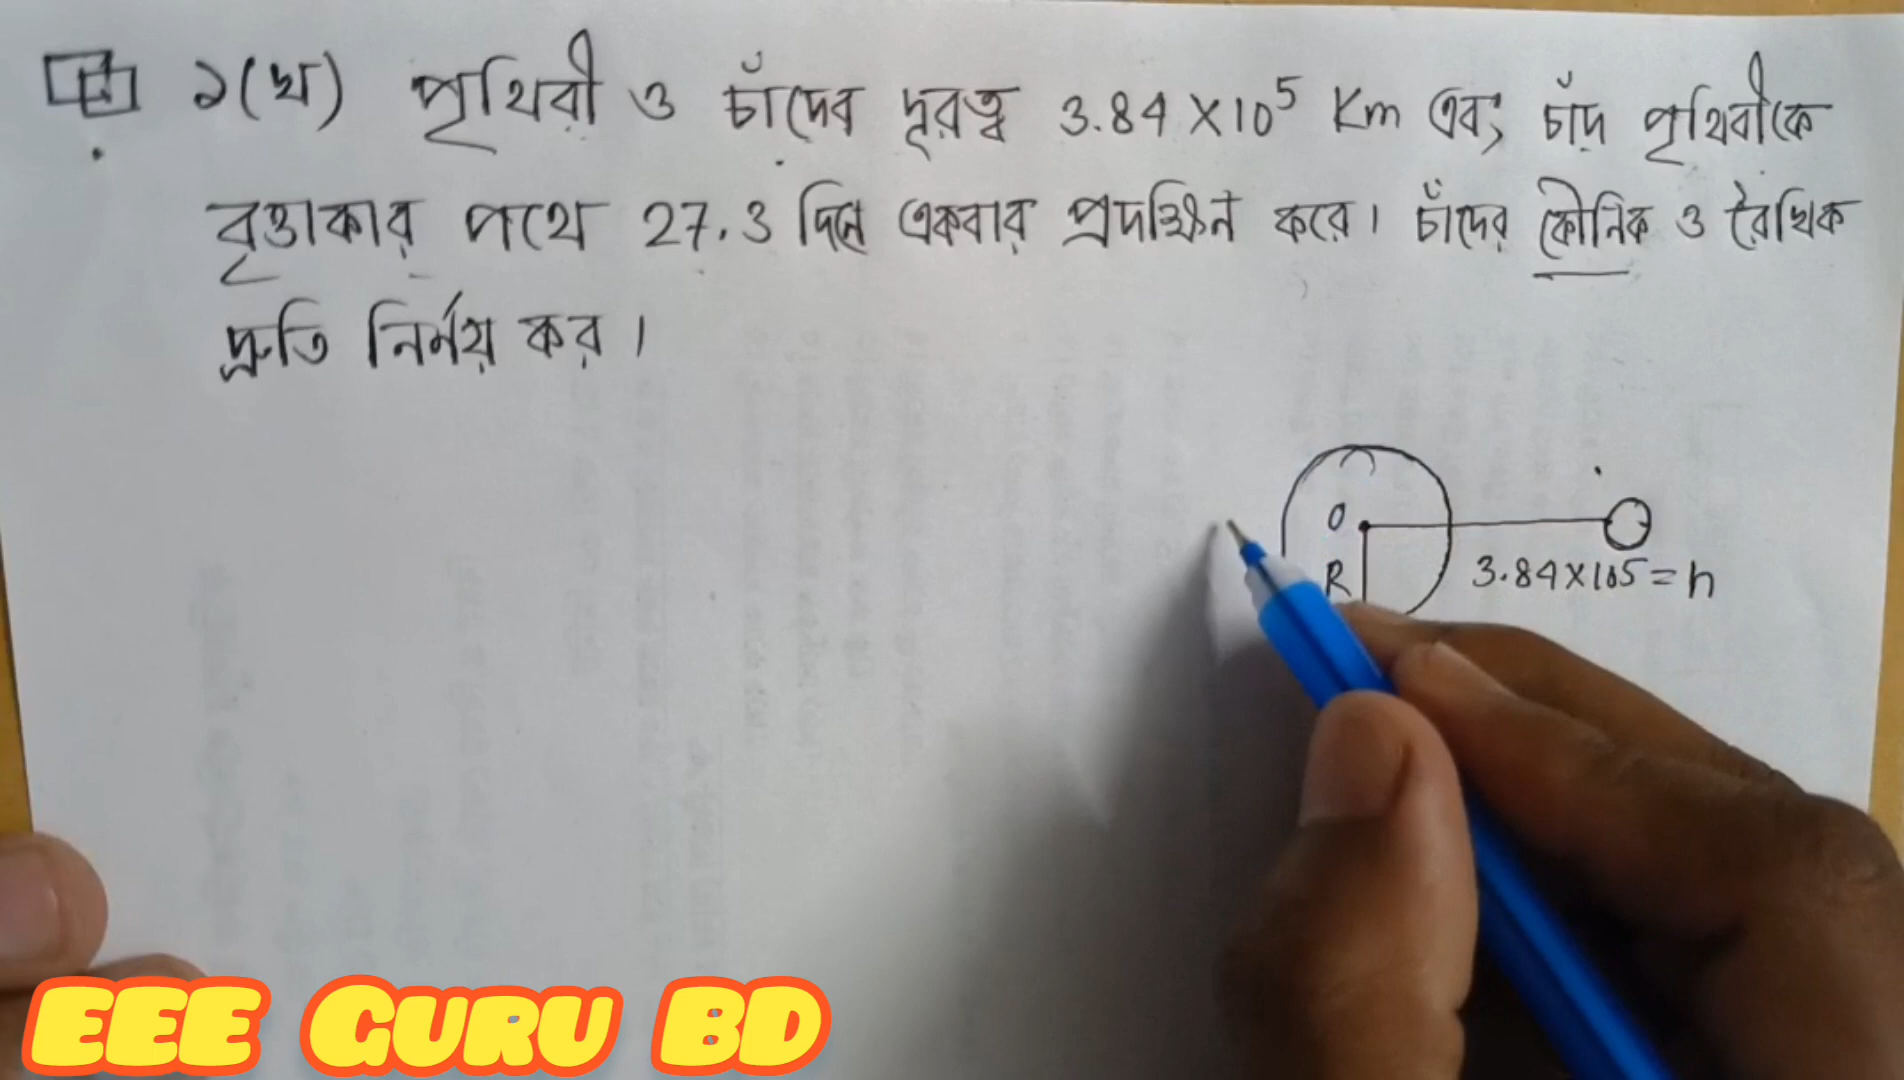 ১(খ) পৃথিবী ও চাঁদের দূরত্ব 3.84 × 10⁵ Km এবং চাঁদ পৃথিবীকে
বৃত্তাকার পথে 27.3 দিনে একবার প্রদক্ষিন করে। চাঁদের কৌনিক ও রৈখিক
দ্রুতি নির্নয় কর।
O
R
3.84×105 = h
EEE GURU BD